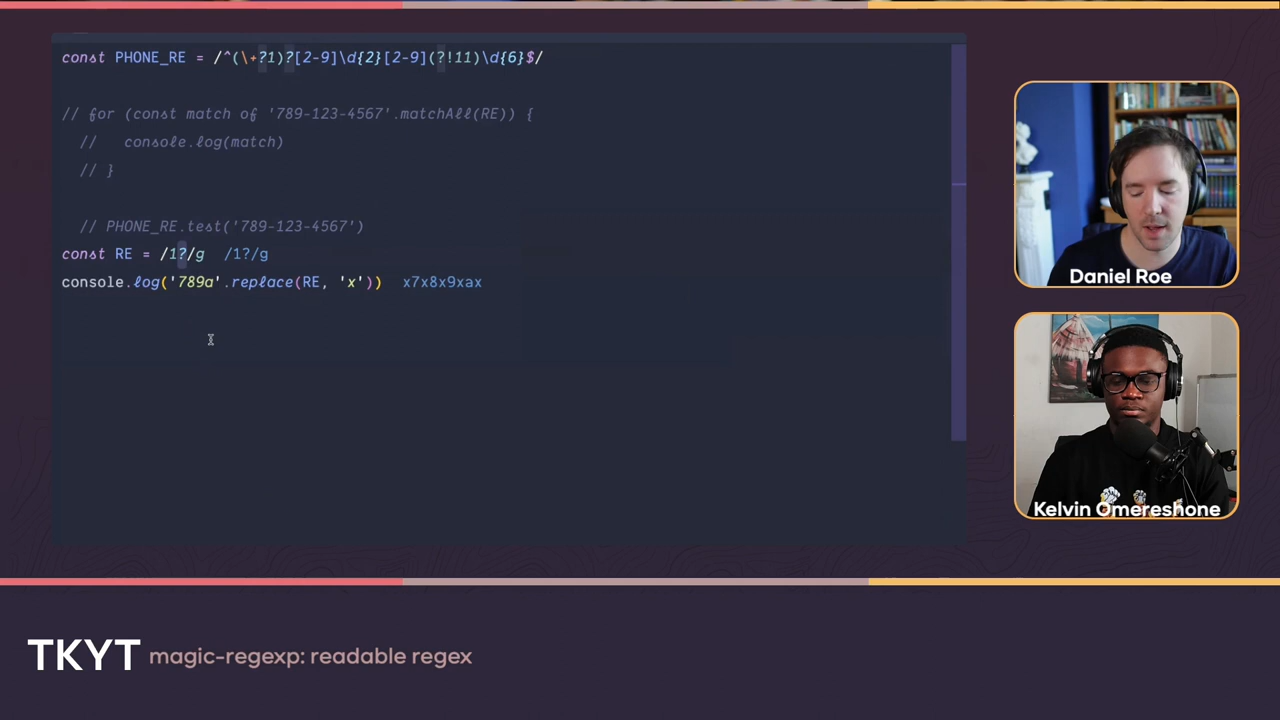 const PHONE_RE = /^(\+?1)?[2-9]\d{2}[2-9](?!11)\d{6}$/
// for (const match of '789-123-4567'.matchAll(RE)) {
//   console.log(match)
// }
// PHONE_RE.test('789-123-4567')
const RE = /1?/g /1?/g
console.log('789a'.replace(RE, 'x')) x7x8x9xax
Daniel Roe
Kelvin Omereshone
TKYT magic-regexp: readable regex